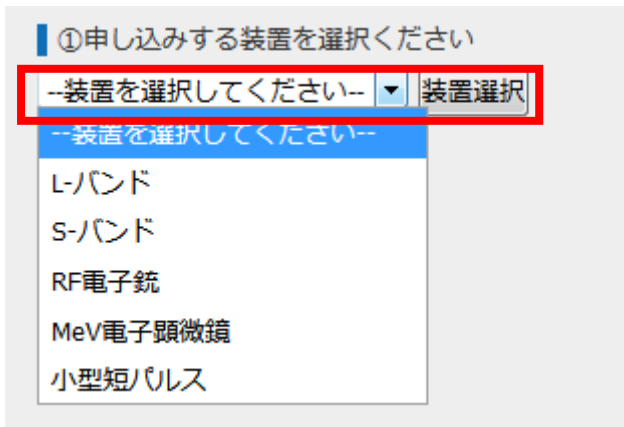 ①申し込みする装置を選択ください
--装置を選択してください-- 装置選択
--装置を選択してください--
L-バンド
S-バンド
RF電子銃
MeV電子顕微鏡
小型短パルス